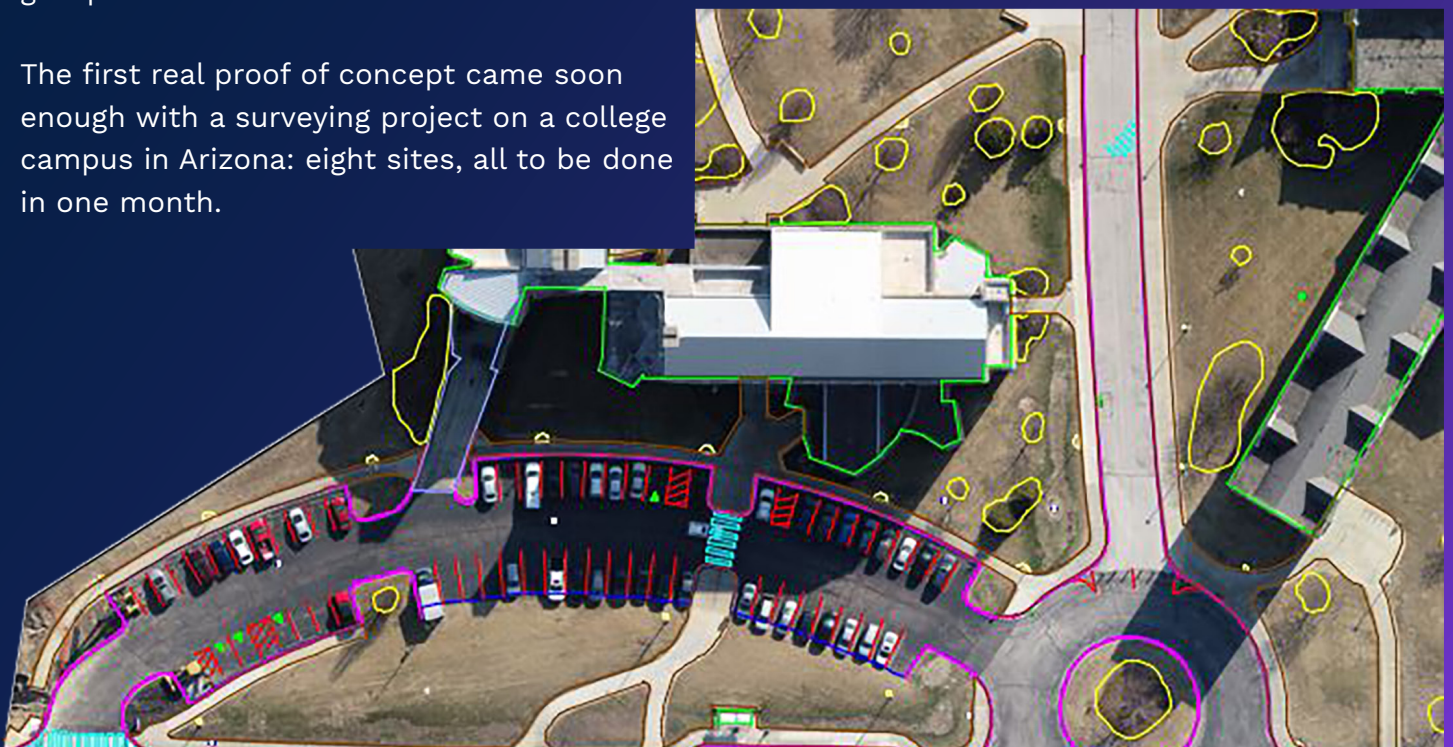 The first real proof of concept came soon
enough with a surveying project on a college
campus in Arizona: eight sites, all to be done
in one month.